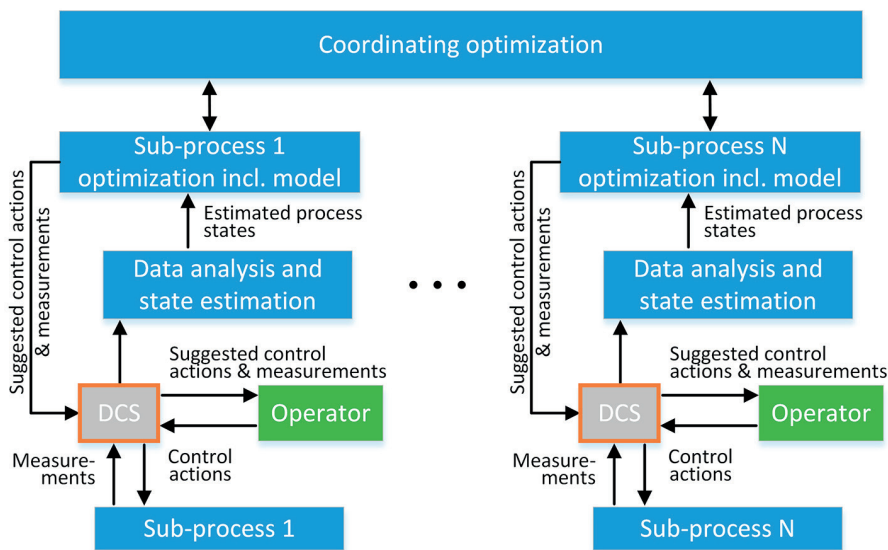 Coordinating optimization
Sub-process 1
optimization incl. model
Suggested control actions
& measurements
Estimated process
states
Data analysis and
state estimation
Suggested control
actions & measurements
DCS
Operator
Measure-
ments
Control
actions
Sub-process 1
• • •
Sub-process N
optimization incl. model
Suggested control actions
& measurements
Estimated process
states
Data analysis and
state estimation
Suggested control
actions & measurements
DCS
Operator
Measure-
ments
Control
actions
Sub-process N